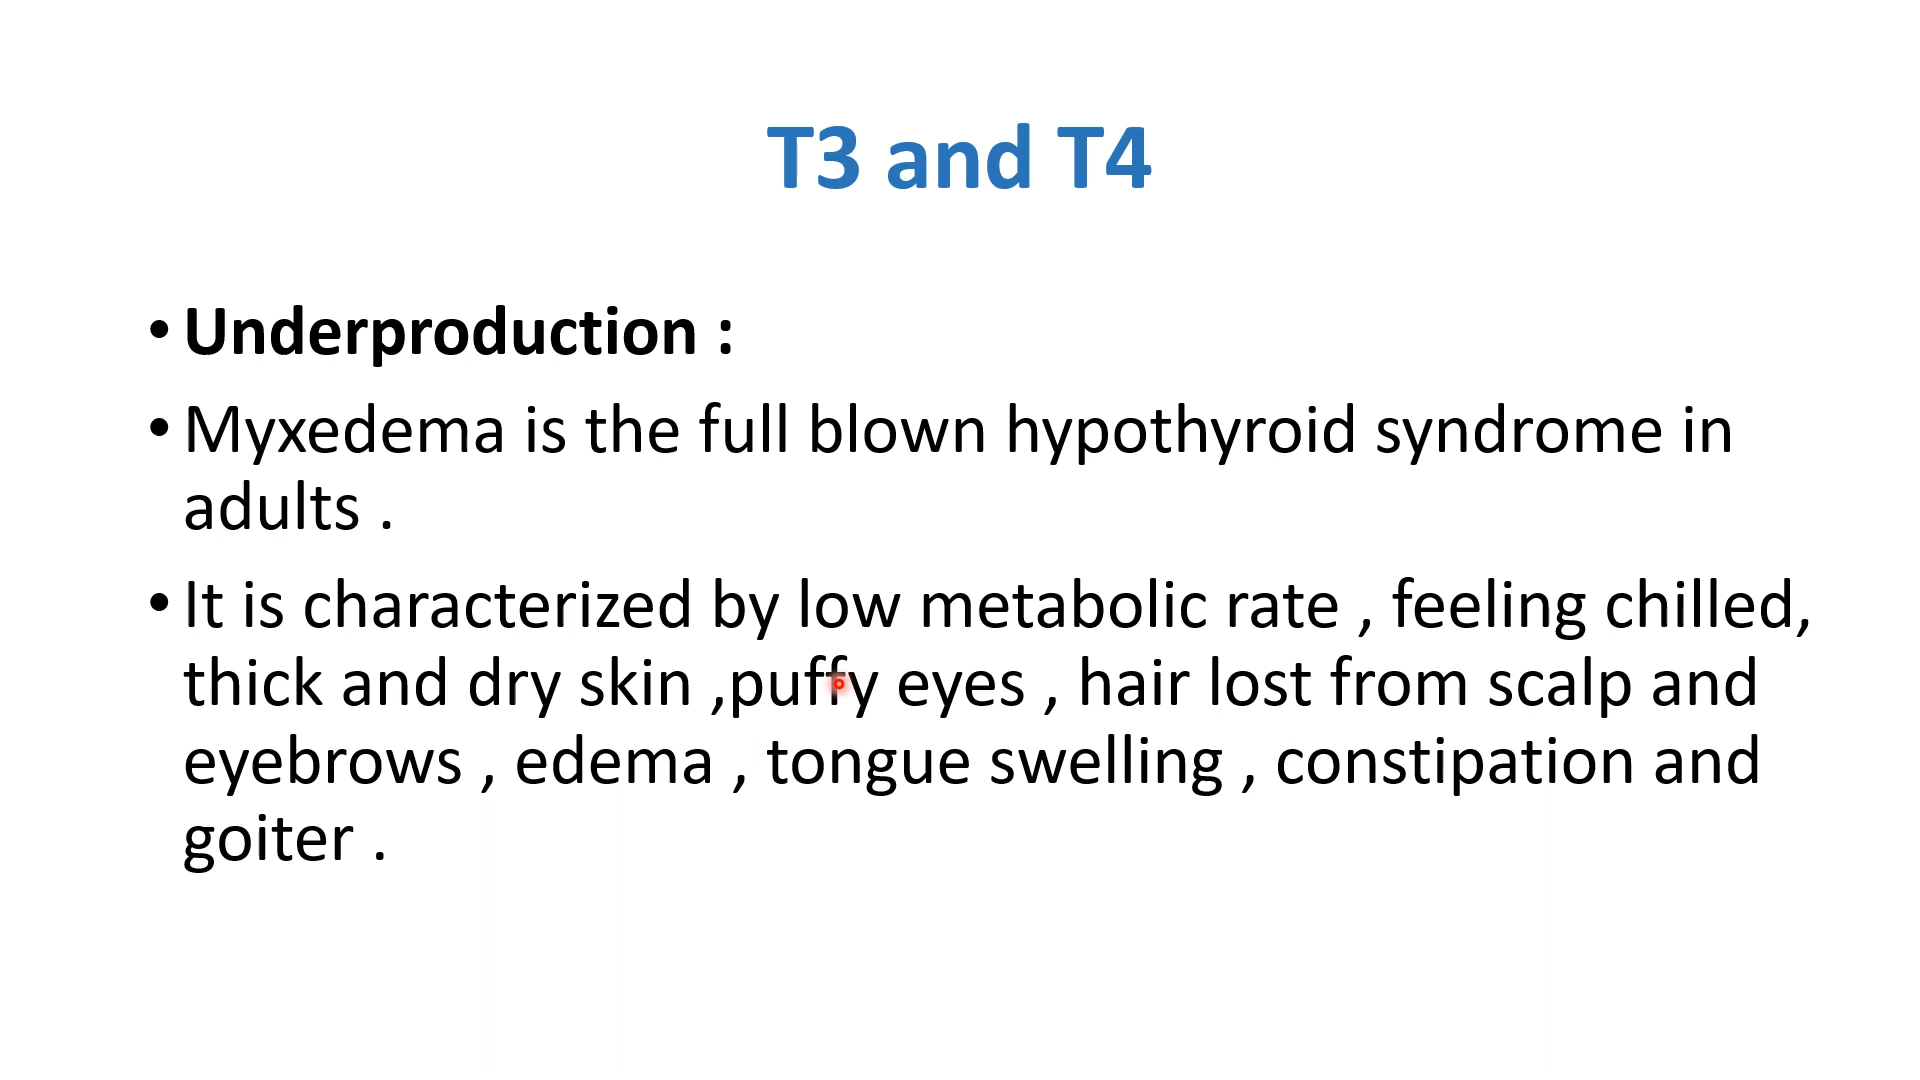 T3 and T4
• Underproduction :
• Myxedema is the full blown hypothyroid syndrome in
adults .
• It is characterized by low metabolic rate , feeling chilled,
thick and dry skin ,puffy eyes , hair lost from scalp and
eyebrows , edema , tongue swelling , constipation and
goiter .